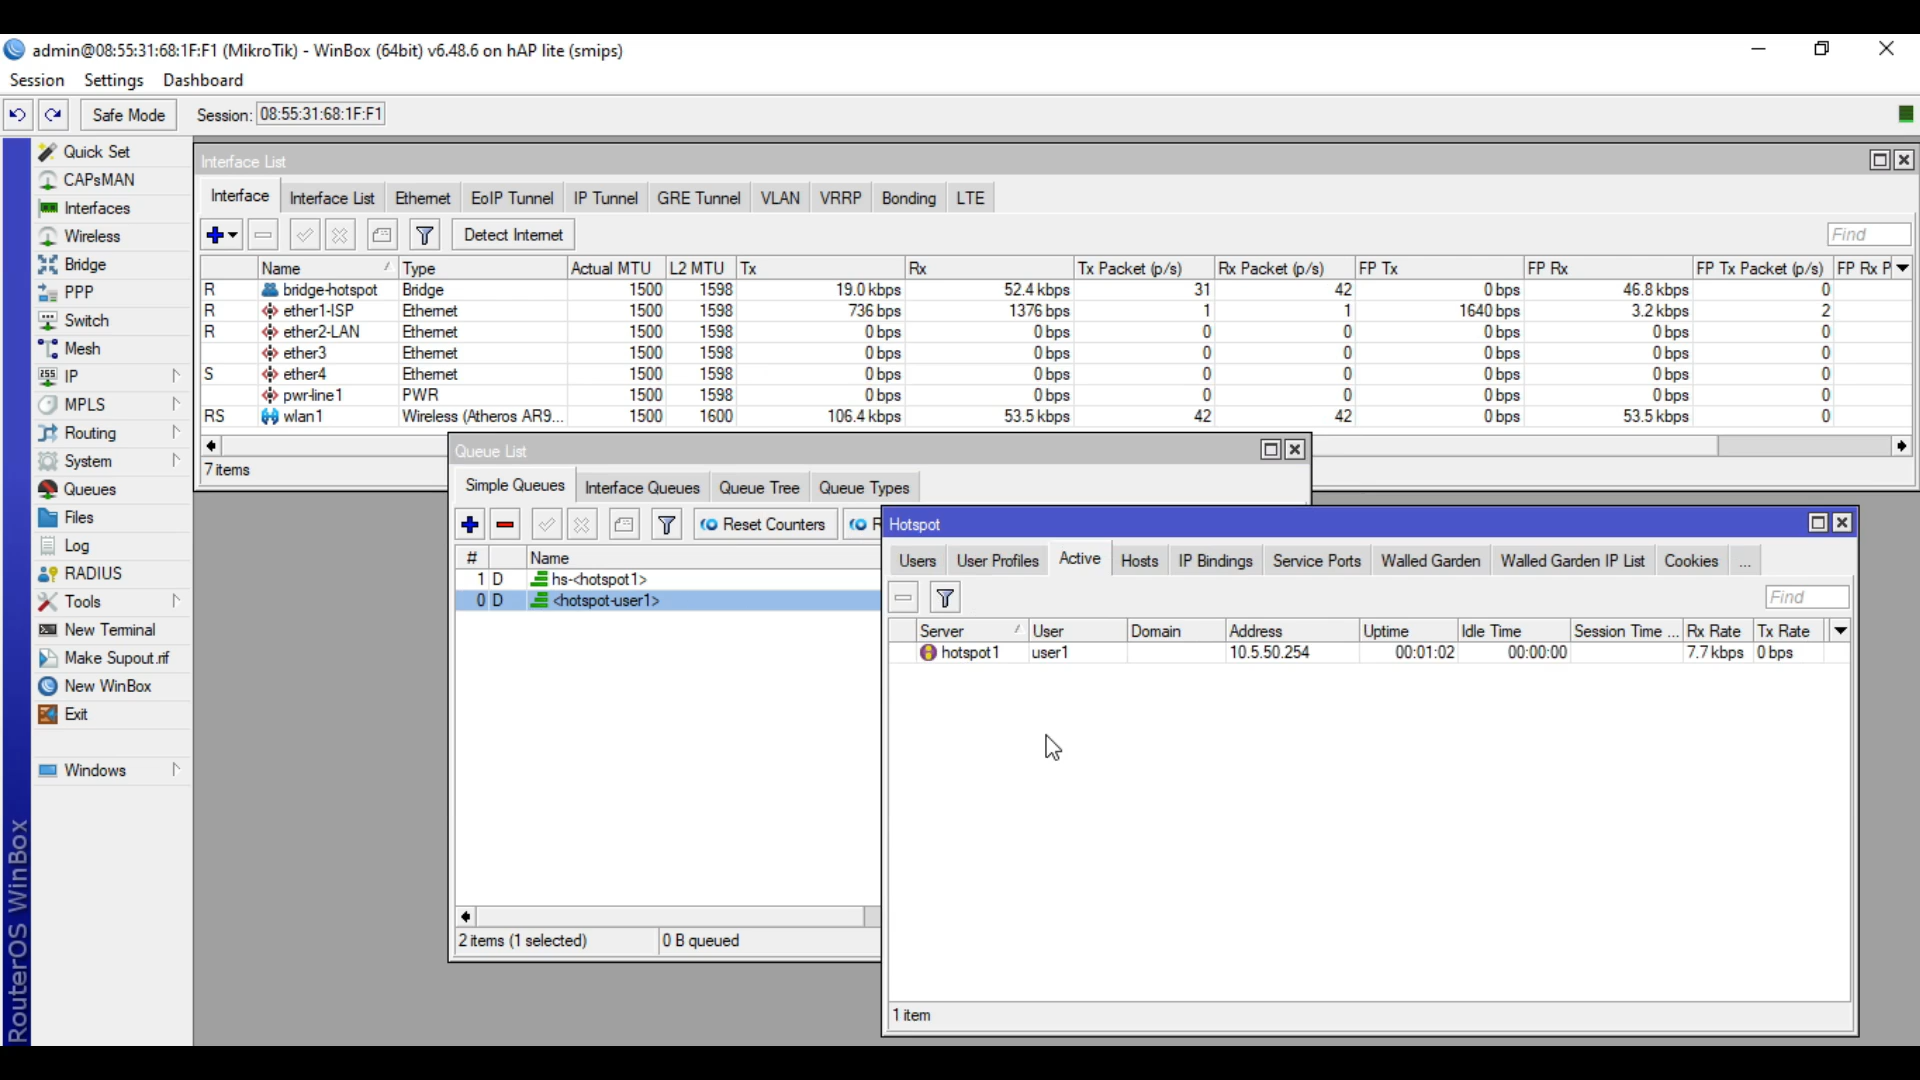 admin@08:55:31:68:1F:F1 (MikroTik) - WinBox (64bit) v6.48.6 on hAP lite (smips)
Session Settings Dashboard
Safe Mode Session: 08:55:31:68:1F:F1
Quick Set
CAPsMAN
Interfaces
Wireless
Bridge
PPP
Switch
Mesh
IP
MPLS
Routing
System
Queues
Files
Log
RADIUS
Tools
New Terminal
Make Supout.rif
New WinBox
Exit
Windows
RouterOS WinBox
Interface List
Interface Interface List Ethernet EoIP Tunnel IP Tunnel GRE Tunnel VLAN VRRP Bonding LTE
Detect Internet Find
Name Type Actual MTU L2 MTU Tx Rx Tx Packet (p/s) Rx Packet (p/s) FP Tx FP Rx FP Tx Packet (p/s) FP Rx P
R bridge-hotspot Bridge 1500 1598 19.0 kbps 52.4 kbps 31 42 0 bps 46.8 kbps 0
R ether1-ISP Ethernet 1500 1598 736 bps 1376 bps 1 1 1640 bps 3.2 kbps 2
R ether2-LAN Ethernet 1500 1598 0 bps 0 bps 0 0 0 bps 0 bps 0
ether3 Ethernet 1500 1598 0 bps 0 bps 0 0 0 bps 0 bps 0
S ether4 Ethernet 1500 1598 0 bps 0 bps 0 0 0 bps 0 bps 0
pwr-line1 PWR 1500 1598 0 bps 0 bps 0 0 0 bps 0 bps 0
RS wlan1 Wireless (Atheros AR9... 1500 1600 106.4 kbps 53.5 kbps 42 42 0 bps 53.5 kbps 0
7 items
Queue List
Simple Queues Interface Queues Queue Tree Queue Types
Reset Counters R
# Name
1 D hs-<hotspot1>
0 D <hotspot-user1>
2 items (1 selected) 0 B queued
Hotspot
Users User Profiles Active Hosts IP Bindings Service Ports Walled Garden Walled Garden IP List Cookies ...
Find
Server User Domain Address Uptime Idle Time Session Time ... Rx Rate Tx Rate
hotspot1 user1 10.5.50.254 00:01:02 00:00:00 7.7 kbps 0 bps
1 item